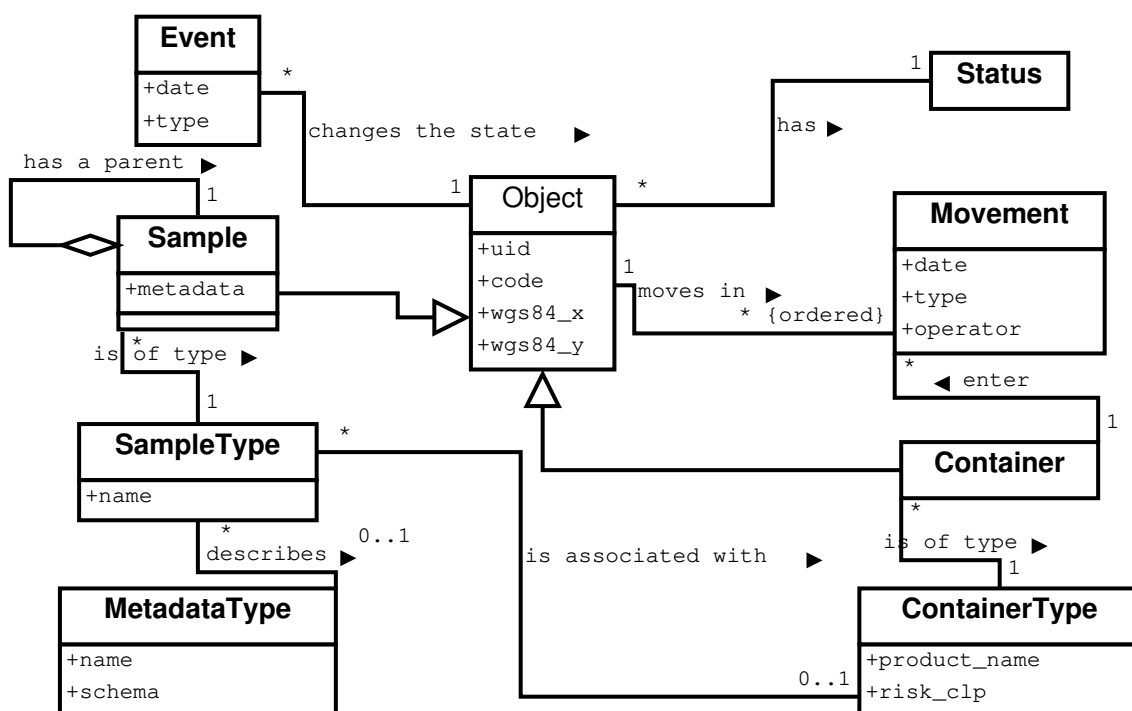 Event
+date
+type
*
changes the state ►
1
1
Status
has ►
*
has a parent ►
1
Sample
+metadata
Object
+uid
+code
+wgs84_x
+wgs84_y
1
moves in ►
* {ordered}
Movement
+date
+type
+operator
*
◄ enter
1
*
is of type ►
1
SampleType
+name
*
Container
*
is of type ►
1
*
describes ►
0..1
is associated with ►
MetadataType
+name
+schema
0..1
ContainerType
+product_name
+risk_clp